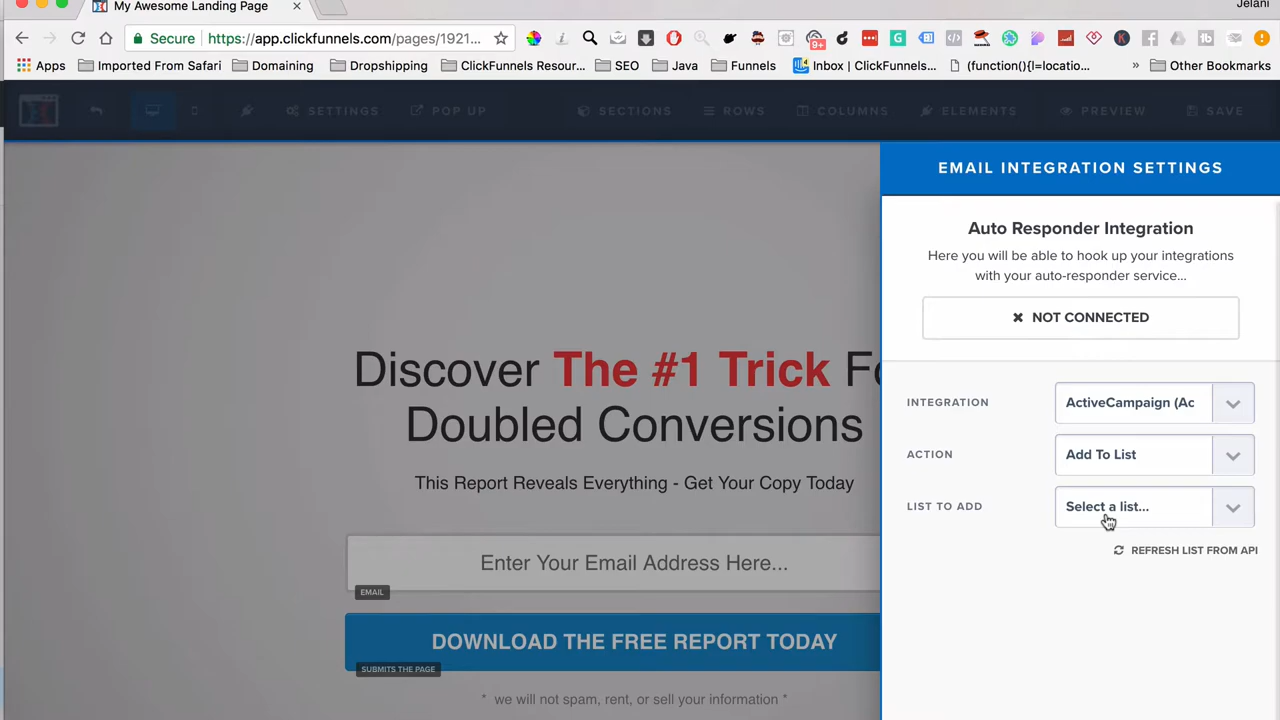 My Awesome Landing Page
Jelani
Secure https://app.clickfunnels.com/pages/1921...
9+
Apps Imported From Safari Domaining Dropshipping ClickFunnels Resour... SEO Java Funnels Inbox | ClickFunnels... (function(){l=locatio... » Other Bookmarks
SETTINGS POP UP SECTIONS ROWS COLUMNS ELEMENTS PREVIEW SAVE
EMAIL INTEGRATION SETTINGS
Auto Responder Integration
Here you will be able to hook up your integrations
with your auto-responder service...
NOT CONNECTED
INTEGRATION ActiveCampaign (Ac
ACTION Add To List
LIST TO ADD Select a list...
REFRESH LIST FROM API
Discover The #1 Trick Fo
Doubled Conversions
This Report Reveals Everything - Get Your Copy Today
Enter Your Email Address Here...
EMAIL
DOWNLOAD THE FREE REPORT TODAY
SUBMITS THE PAGE
* we will not spam, rent, or sell your information *